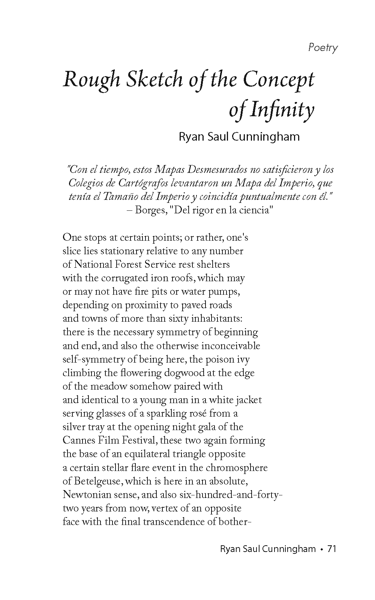 Poetry
Rough Sketch of the Concept
of Infinity
Ryan Saul Cunningham
"Con el tiempo, estos Mapas Desmesurados no satisficieron y los
Colegios de Cartógrafos levantaron un Mapa del Imperio, que
tenía el Tamaño del Imperio y coincidía puntualmente con él."
– Borges, "Del rigor en la ciencia"
One stops at certain points; or rather, one's
slice lies stationary relative to any number
of National Forest Service rest shelters
with the corrugated iron roofs, which may
or may not have fire pits or water pumps,
depending on proximity to paved roads
and towns of more than sixty inhabitants:
there is the necessary symmetry of beginning
and end, and also the otherwise inconceivable
self-symmetry of being here, the poison ivy
climbing the flowering dogwood at the edge
of the meadow somehow paired with
and identical to a young man in a white jacket
serving glasses of a sparkling rosé from a
silver tray at the opening night gala of the
Cannes Film Festival, these two again forming
the base of an equilateral triangle opposite
a certain stellar flare event in the chromosphere
of Betelgeuse, which is here in an absolute,
Newtonian sense, and also six-hundred-and-forty-
two years from now, vertex of an opposite
face with the final transcendence of bother-
Ryan Saul Cunningham • 71